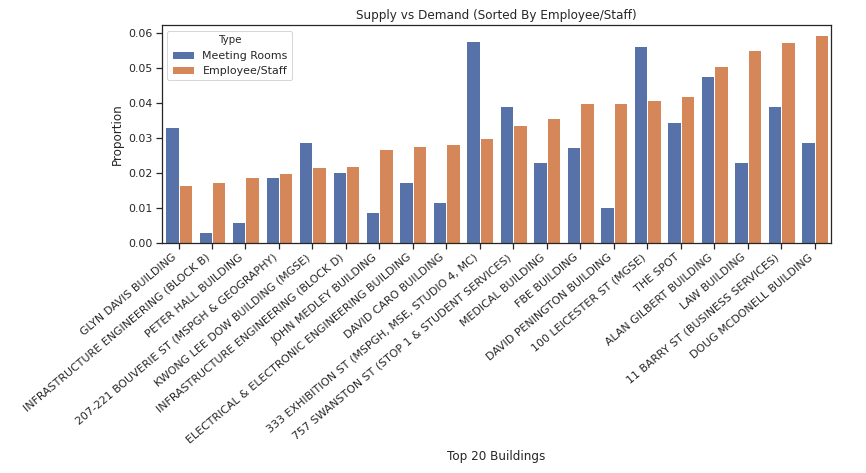 Supply vs Demand (Sorted By Employee/Staff)
Type
Meeting Rooms
Employee/Staff
Proportion
0.06
0.05
0.04
0.03
0.02
0.01
0.00
GLYN DAVIS BUILDING
INFRASTRUCTURE ENGINEERING (BLOCK B)
PETER HALL BUILDING
207-221 BOUVERIE ST (MSPGH & GEOGRAPHY)
KWONG LEE DOW BUILDING (MGSE)
INFRASTRUCTURE ENGINEERING (BLOCK D)
JOHN MEDLEY BUILDING
ELECTRICAL & ELECTRONIC ENGINEERING BUILDING
DAVID CARO BUILDING
333 EXHIBITION ST (MSPGH, MSE, STUDIO 4, MC)
757 SWANSTON ST (STOP 1 & STUDENT SERVICES)
MEDICAL BUILDING
FBE BUILDING
DAVID PENINGTON BUILDING
100 LEICESTER ST (MGSE)
THE SPOT
ALAN GILBERT BUILDING
LAW BUILDING
11 BARRY ST (BUSINESS SERVICES)
DOUG MCDONELL BUILDING
Top 20 Buildings